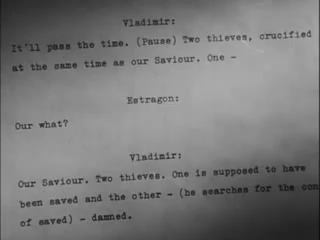 Vladimir:
It'll pass the time. (Pause) Two thieves, crucified
at the same time as our Saviour. One -
Estragon:
Our what?
Vladimir:
Our Saviour. Two thieves. One is supposed to have
been saved and the other - (he searches for the
of saved) - damned.